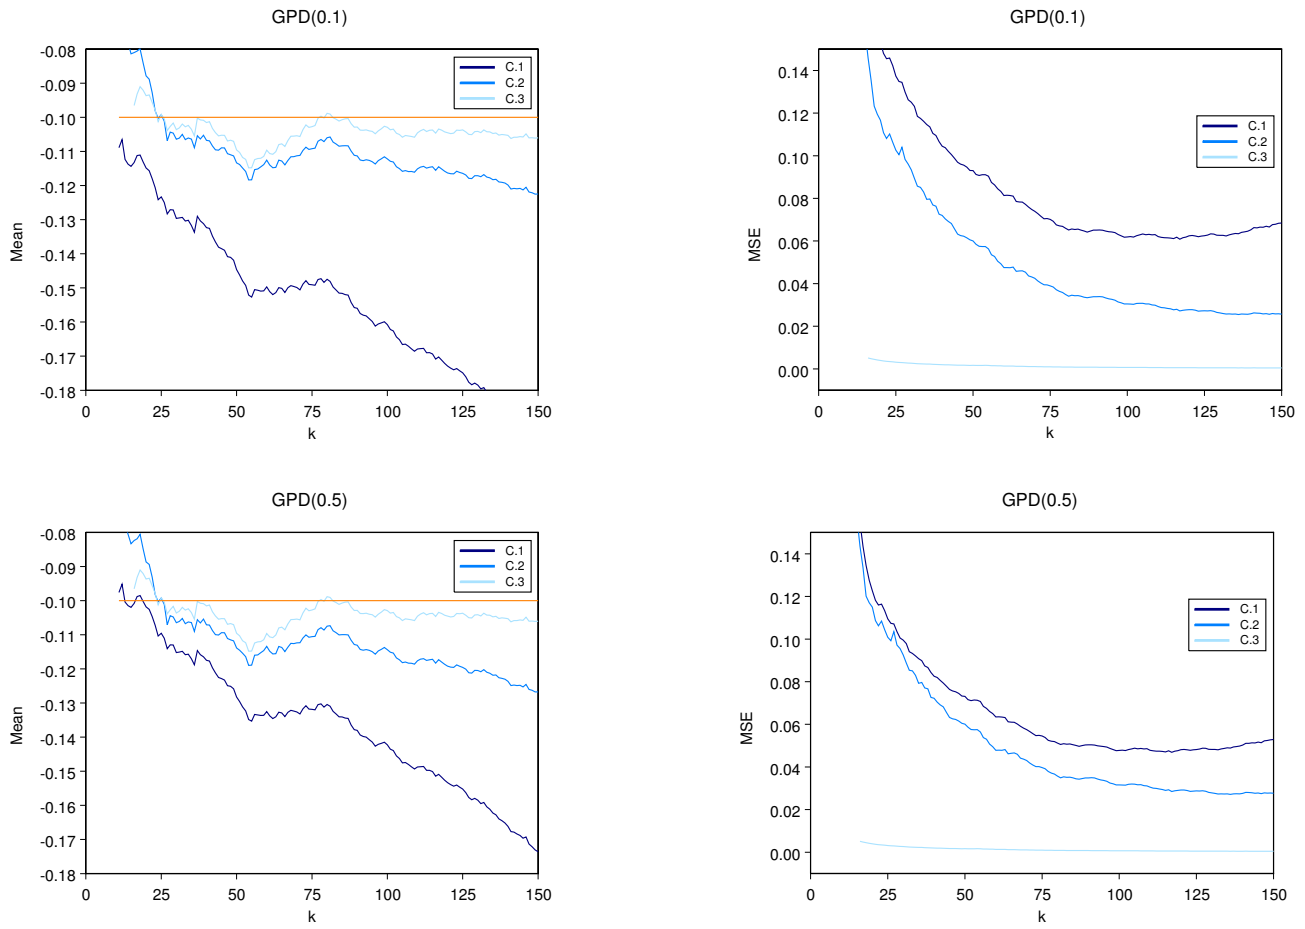 GPD(0.1)
-0.08
-0.09
-0.10
-0.11
-0.12
-0.13
-0.14
-0.15
-0.16
-0.17
-0.18
Mean
C.1
C.2
C.3
0 25 50 75 100 125 150
k
GPD(0.1)
0.14
0.12
0.10
0.08
0.06
0.04
0.02
0.00
MSE
C.1
C.2
C.3
0 25 50 75 100 125 150
k
GPD(0.5)
-0.08
-0.09
-0.10
-0.11
-0.12
-0.13
-0.14
-0.15
-0.16
-0.17
-0.18
Mean
C.1
C.2
C.3
0 25 50 75 100 125 150
k
GPD(0.5)
0.14
0.12
0.10
0.08
0.06
0.04
0.02
0.00
MSE
C.1
C.2
C.3
0 25 50 75 100 125 150
k